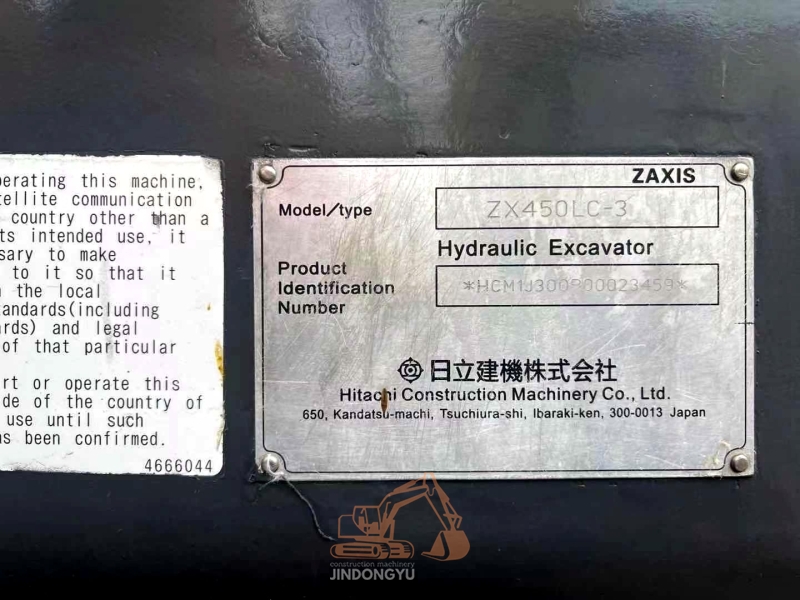 perating this machine,
tellite communication
country other than a
ts intended use, it
sary to make
to it so that it
the local
tandards(including
ards) and legal
of that particular
rt or operate this
de of the country of
use until such
as been confirmed.
4666044
ZAXIS
Model/type
ZX450LC-3
Hydraulic Excavator
Product
Identification
Number
日立建機株式会社
Hitachi Construction Machinery Co., Ltd.
650, Kandatsu-machi, Tsuchiura-shi, Ibaraki-ken, 300-0013 Japan
construction machinery
JINDONGYU